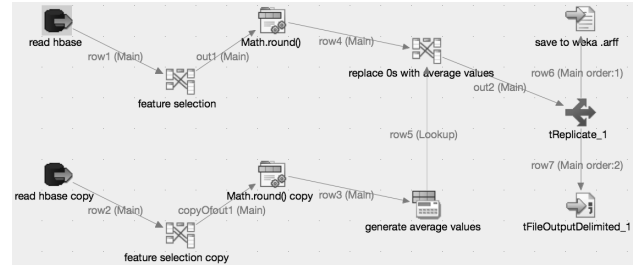 read hbase
row1 (Main)
feature selection
out1 (Main)
Math.round()
row4 (Main)
replace 0s with average values
out2 (Main)
save to weka .arff
row6 (Main order:1)
tReplicate_1
row5 (Lookup)
row7 (Main order:2)
read hbase copy
row2 (Main)
feature selection copy
copyOfout1 (Main)
Math.round() copy
row3 (Main)
generate average values
tFileOutputDelimited_1